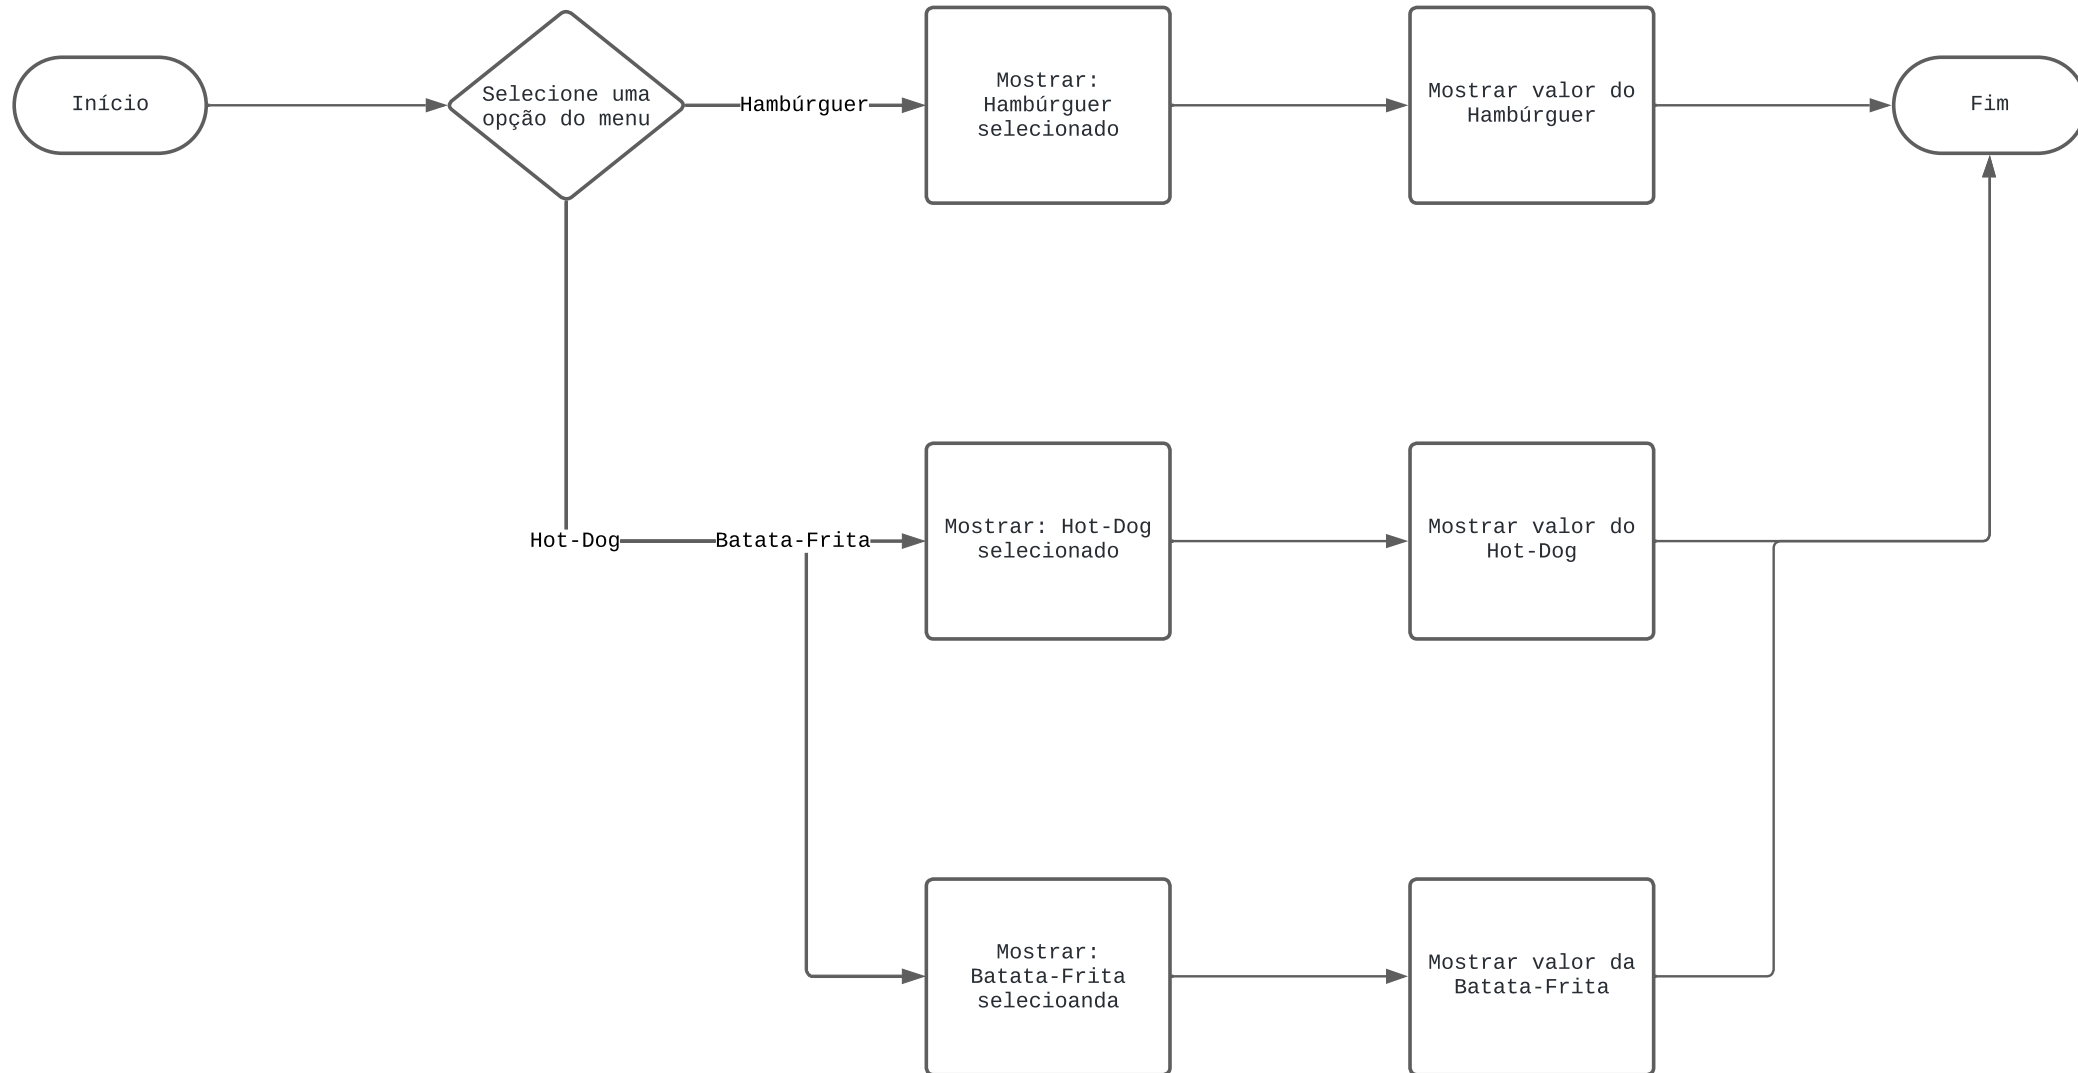 Início
Selecione uma
opção do menu
Hambúrguer
Mostrar:
Hambúrguer
selecionado
Mostrar valor do
Hambúrguer
Fim
Hot-Dog
Batata-Frita
Mostrar: Hot-Dog
selecionado
Mostrar valor do
Hot-Dog
Mostrar:
Batata-Frita
selecioanda
Mostrar valor da
Batata-Frita